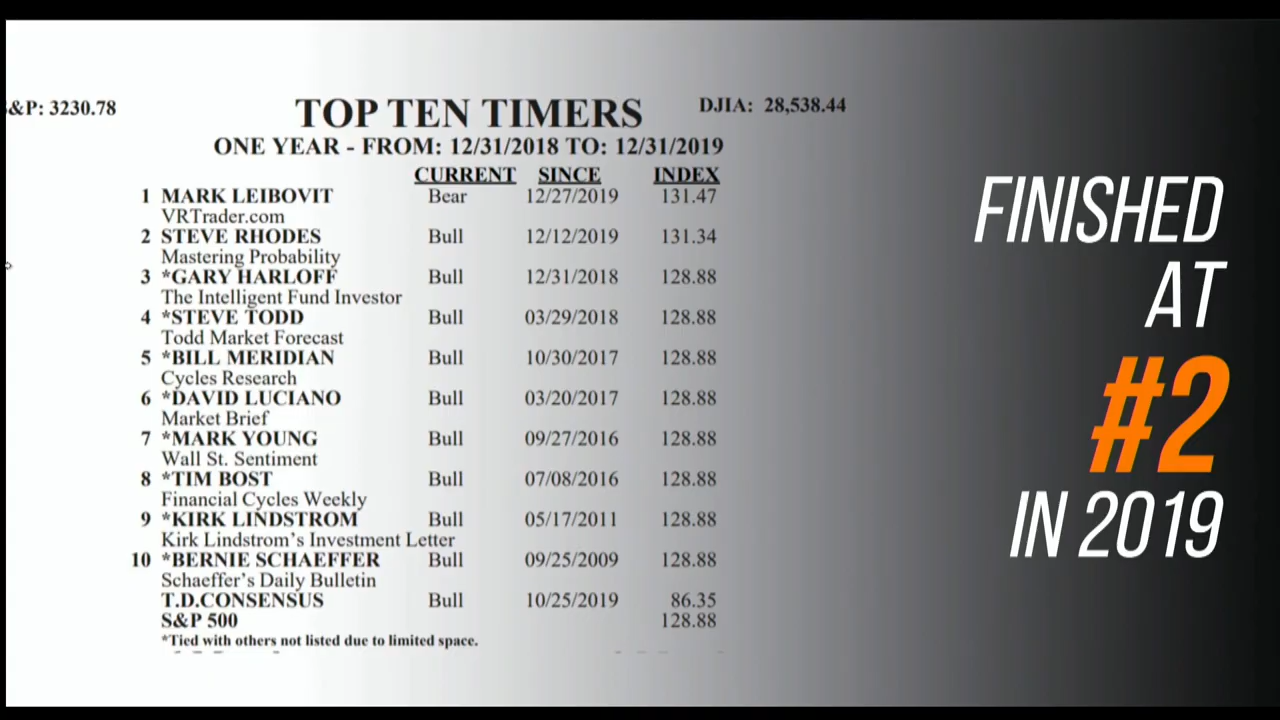 &P: 3230.78
TOP TEN TIMERS
DJIA: 28,538.44
ONE YEAR - FROM: 12/31/2018 TO: 12/31/2019
CURRENT SINCE INDEX
1 MARK LEIBOVIT Bear 12/27/2019 131.47
VRTrader.com
2 STEVE RHODES Bull 12/12/2019 131.34
Mastering Probability
3 *GARY HARLOFF Bull 12/31/2018 128.88
The Intelligent Fund Investor
4 *STEVE TODD Bull 03/29/2018 128.88
Todd Market Forecast
5 *BILL MERIDIAN Bull 10/30/2017 128.88
Cycles Research
6 *DAVID LUCIANO Bull 03/20/2017 128.88
Market Brief
7 *MARK YOUNG Bull 09/27/2016 128.88
Wall St. Sentiment
8 *TIM BOST Bull 07/08/2016 128.88
Financial Cycles Weekly
9 *KIRK LINDSTROM Bull 05/17/2011 128.88
Kirk Lindstrom's Investment Letter
10 *BERNIE SCHAEFFER Bull 09/25/2009 128.88
Schaeffer's Daily Bulletin
T.D.CONSENSUS Bull 10/25/2019 86.35
S&P 500 128.88
*Tied with others not listed due to limited space.
FINISHED
AT
#2
IN 2019